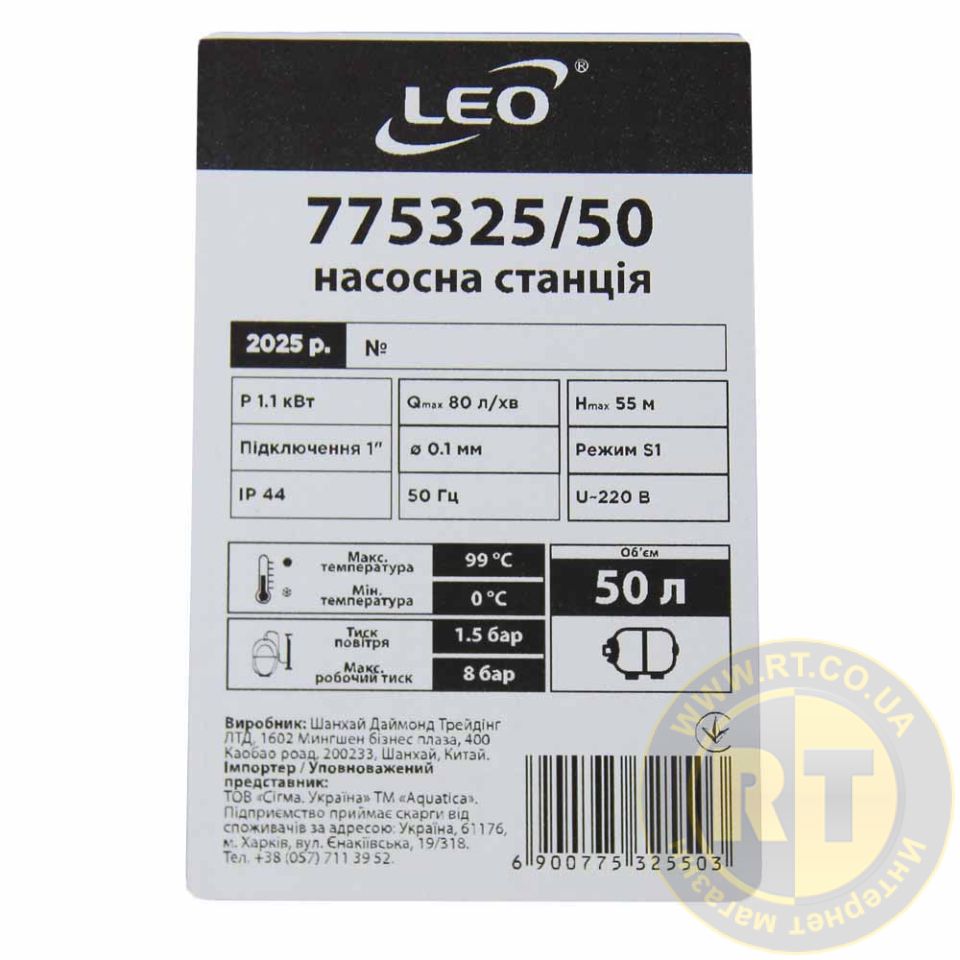 LEO ®
775325/50
насосна станція
2025 р. №
P 1.1 кВт Qmax 80 л/хв Hmax 55 м
Підключення 1" ø 0.1 мм Режим S1
IP 44 50 Гц U~220 В
Макс. температура 99 °C
Мін. температура 0 °C
Об'єм
50 л
Тиск повітря 1.5 бар
Макс. робочий тиск 8 бар
Виробник: Шанхай Даймонд Трейдінг
ЛТД, 1602 Мингшен бізнес плаза, 400
Каобао роад, 200233, Шанхай, Китай.
Імпортер / Уповноважений
представник:
ТОВ «Сігма. Україна» ТМ «Aquatica».
Підприємство приймає скарги від
споживачів за адресою: Україна, 61176,
м. Харків, вул. Єнакіївська, 19/318.
Тел. +38 (057) 711 39 52.
6 900775 325503
WWW.RT.CO.UA
RT
Интернет магазин